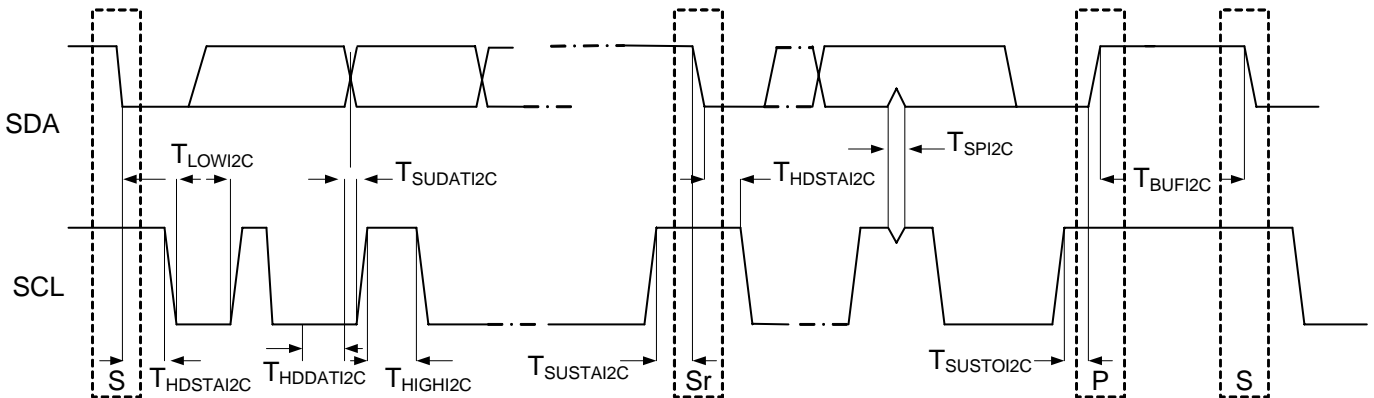 SDA
T_LOWI2C
T_SUDATI2C
T_HDSTAI2C
T_SPI2C
T_BUFI2C
SCL
S
T_HDSTAI2C
T_HDDATI2C
T_HIGHI2C
T_SUSTAI2C
Sr
T_SUSTOI2C
P
S